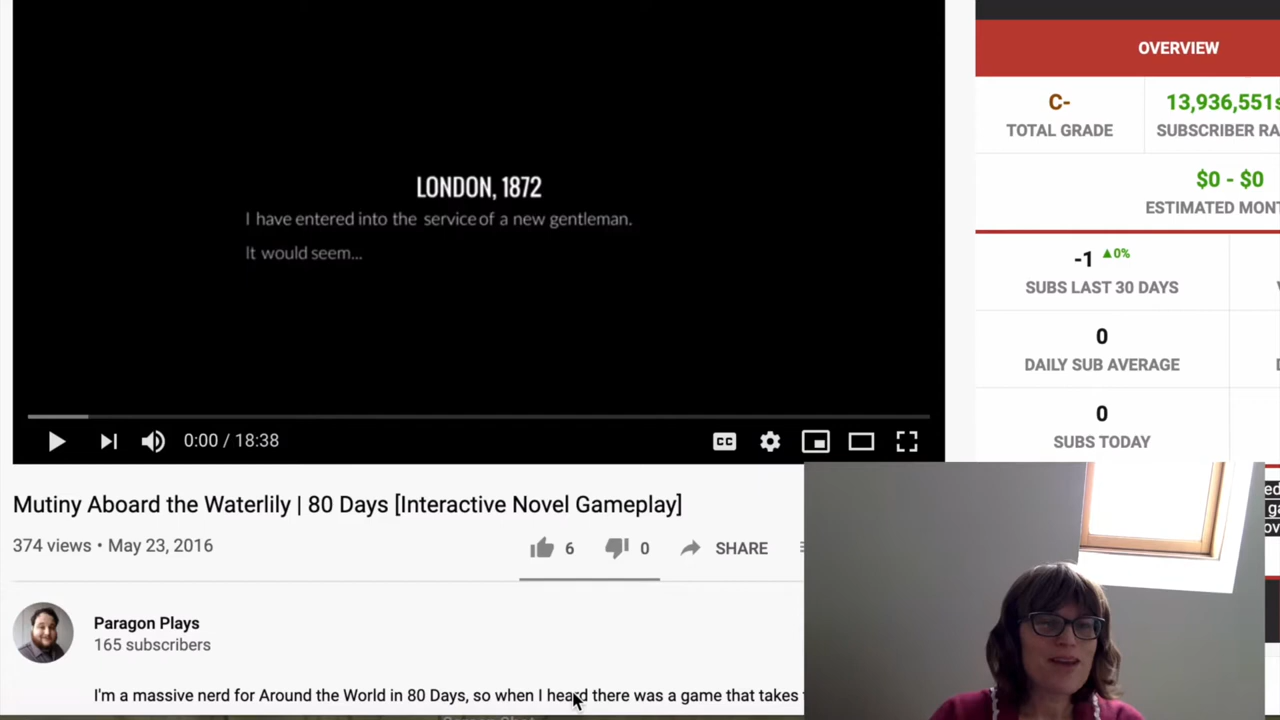 LONDON, 1872
I have entered into the service of a new gentleman.
It would seem...
0:00 / 18:38
CC
Mutiny Aboard the Waterlily | 80 Days [Interactive Novel Gameplay]
374 views • May 23, 2016
6
0
SHARE
Paragon Plays
165 subscribers
I'm a massive nerd for Around the World in 80 Days, so when I heard there was a game that takes
OVERVIEW
C-
TOTAL GRADE
13,936,551s
SUBSCRIBER RA
$0 - $0
ESTIMATED MONT
-1 ▲0%
SUBS LAST 30 DAYS
0
DAILY SUB AVERAGE
0
SUBS TODAY